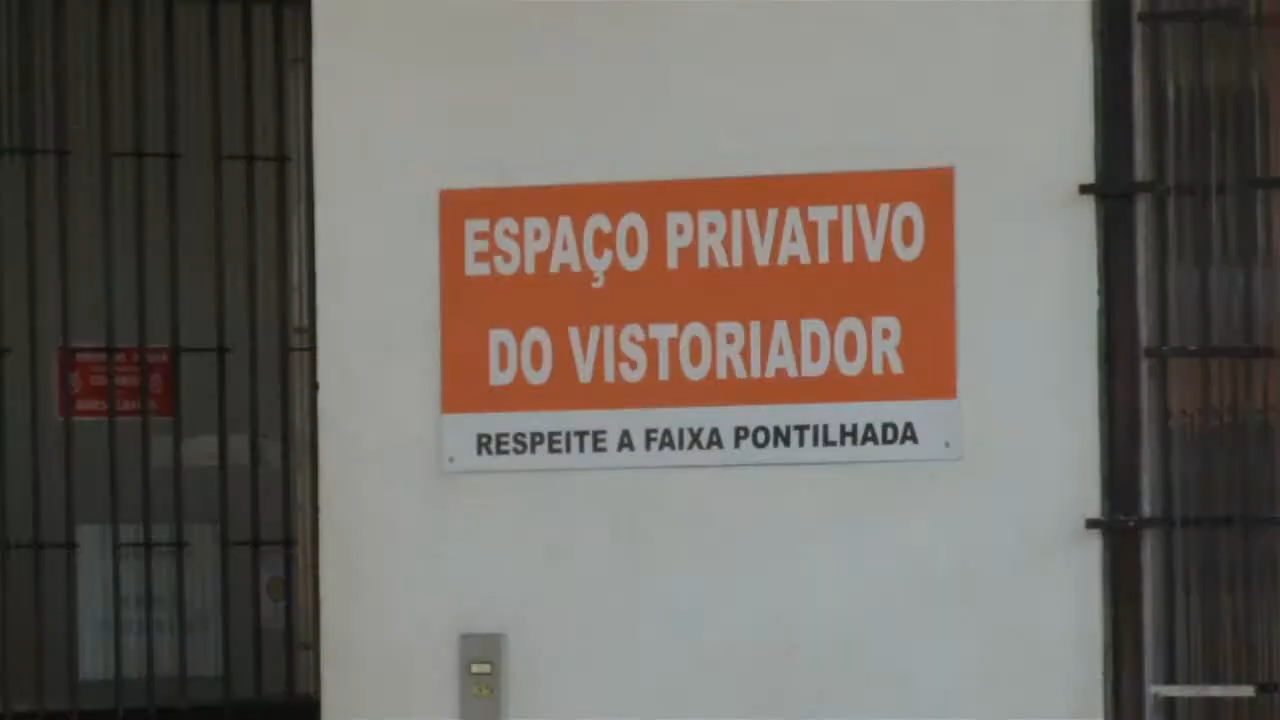 ESPAÇO PRIVATIVO
DO VISTORIADOR
RESPEITE A FAIXA PONTILHADA